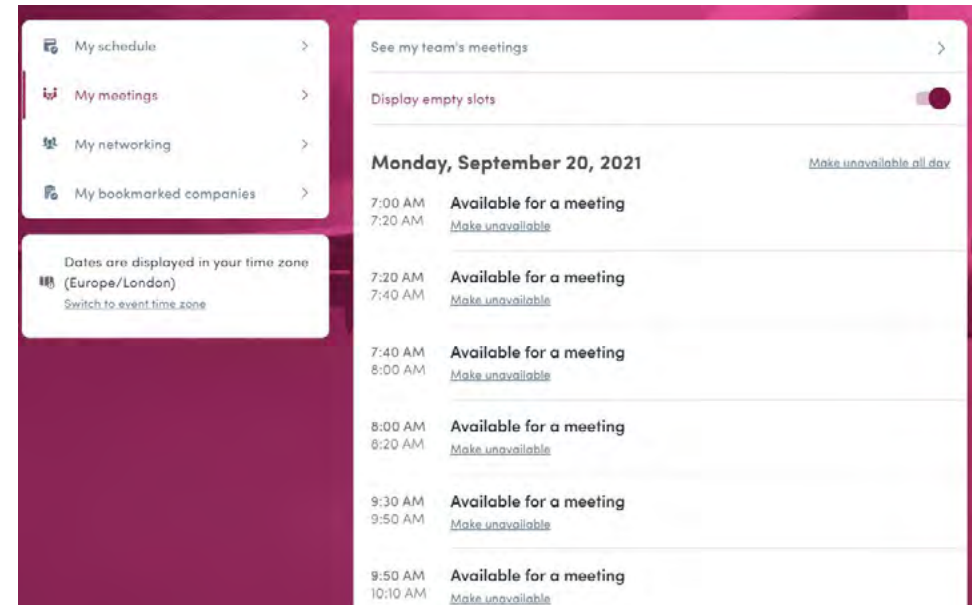 My schedule
My meetings
My networking
My bookmarked companies
Dates are displayed in your time zone
(Europe/London)
Switch to event time zone
See my team's meetings
Display empty slots
Monday, September 20, 2021
Make unavailable all day
7:00 AM
7:20 AM
Available for a meeting
Make unavailable
7:20 AM
7:40 AM
Available for a meeting
Make unavailable
7:40 AM
8:00 AM
Available for a meeting
Make unavailable
8:00 AM
8:20 AM
Available for a meeting
Make unavailable
9:30 AM
9:50 AM
Available for a meeting
Make unavailable
9:50 AM
10:10 AM
Available for a meeting
Make unavailable